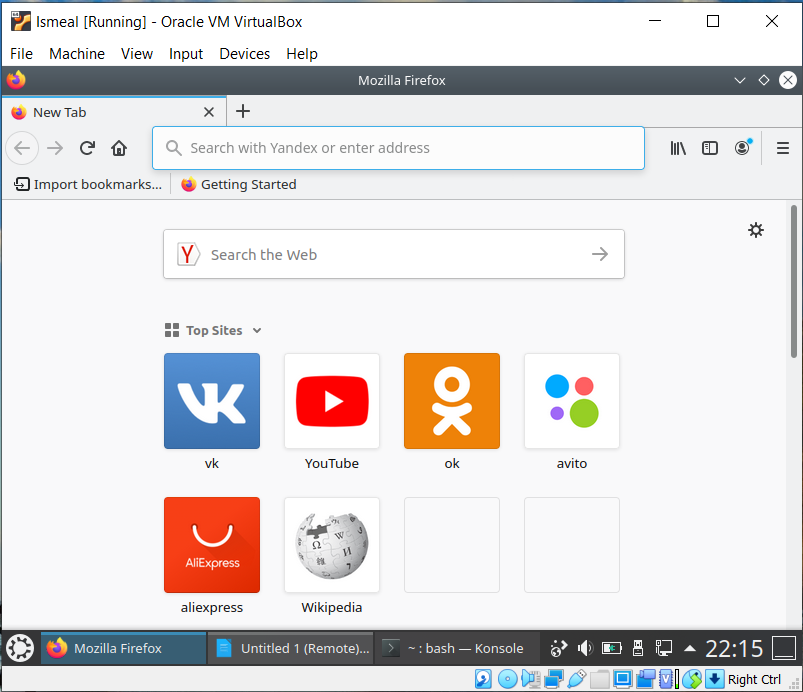 Ismeal [Running] - Oracle VM VirtualBox
File Machine View Input Devices Help
Mozilla Firefox
New Tab
Search with Yandex or enter address
Import bookmarks... Getting Started
Y Search the Web
Top Sites
vk YouTube ok avito
AliExpress
Ω W И
aliexpress Wikipedia
Mozilla Firefox Untitled 1 (Remote)... ~ : bash — Konsole 22:15
Right Ctrl